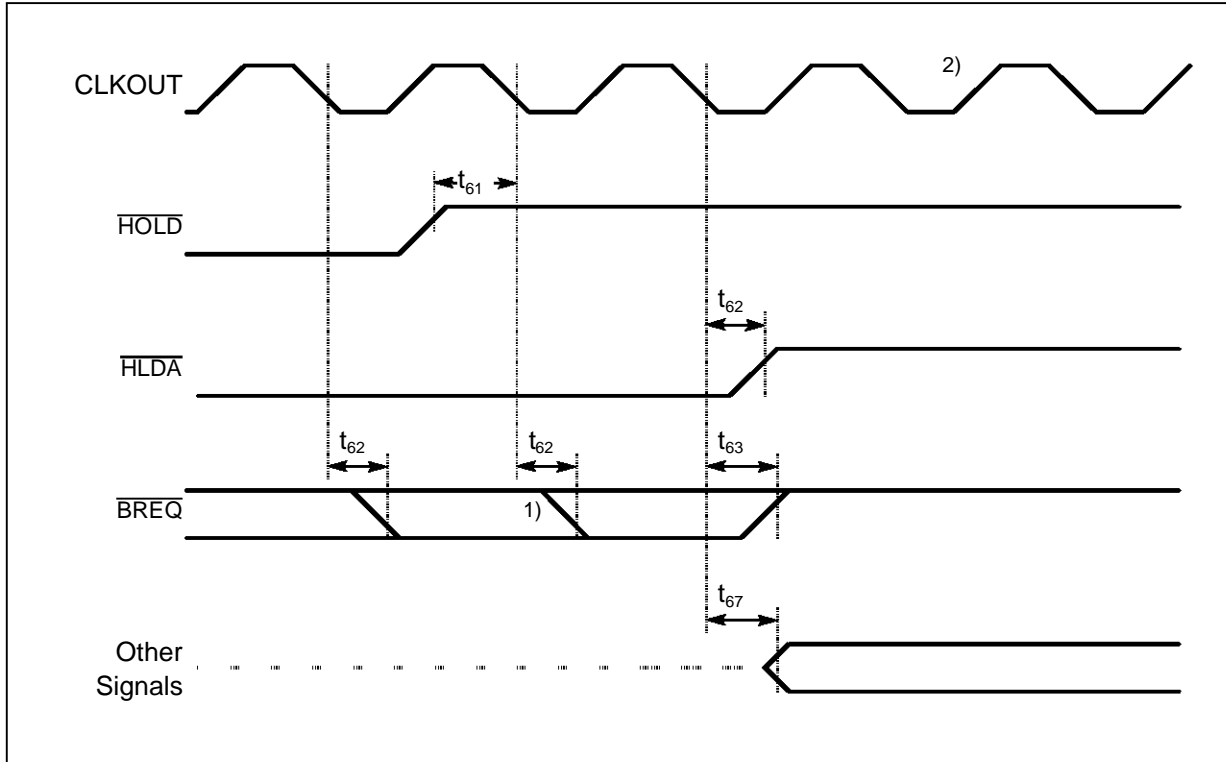 CLKOUT
2)
t61
HOLD
t62
HLDA
t62
t62
t63
BREQ
1)
t67
Other
Signals